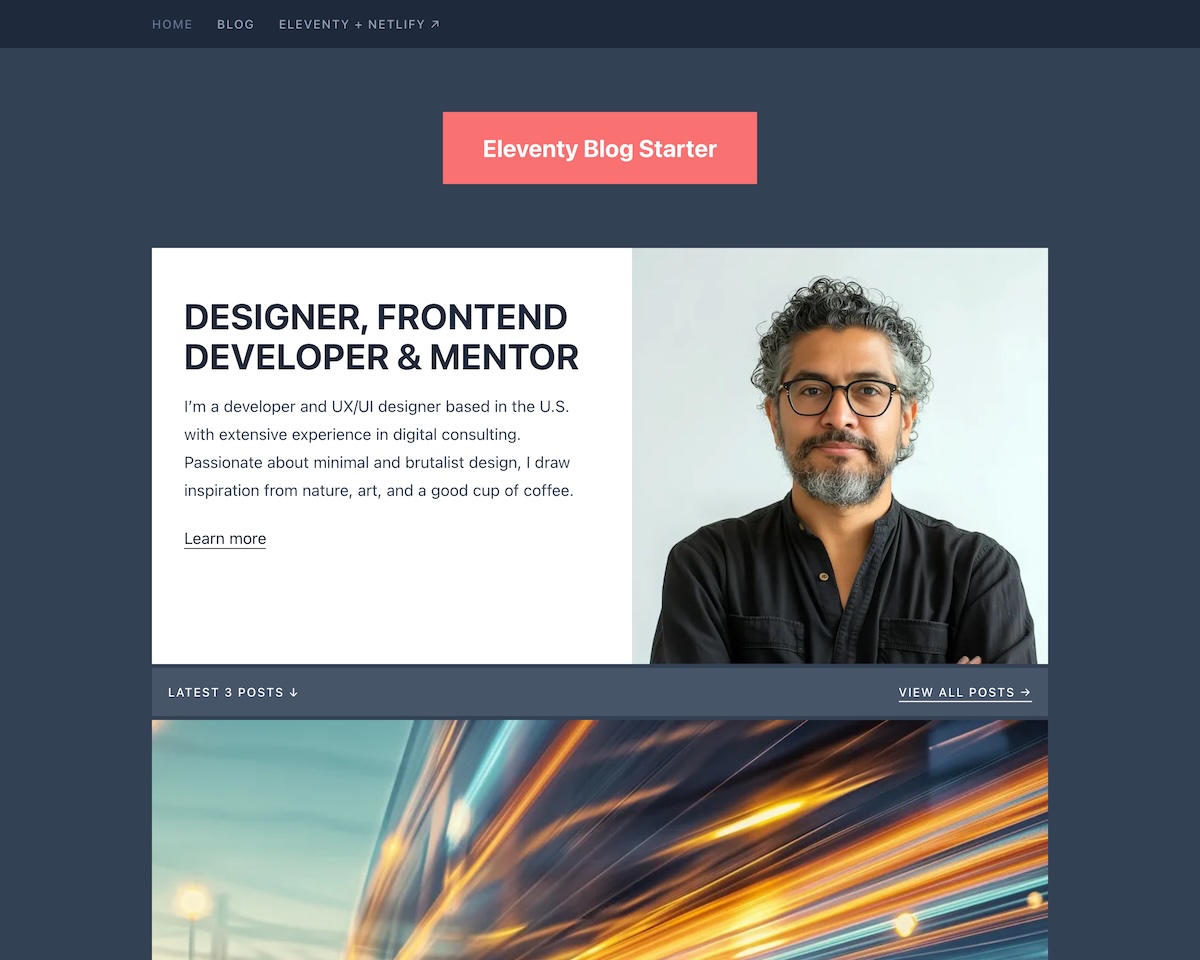 HOME BLOG ELEVENTY + NETLIFY ↗
Eleventy Blog Starter
DESIGNER, FRONTEND
DEVELOPER & MENTOR
I’m a developer and UX/UI designer based in the U.S.
with extensive experience in digital consulting.
Passionate about minimal and brutalist design, I draw
inspiration from nature, art, and a good cup of coffee.
Learn more
LATEST 3 POSTS ↓ VIEW ALL POSTS →